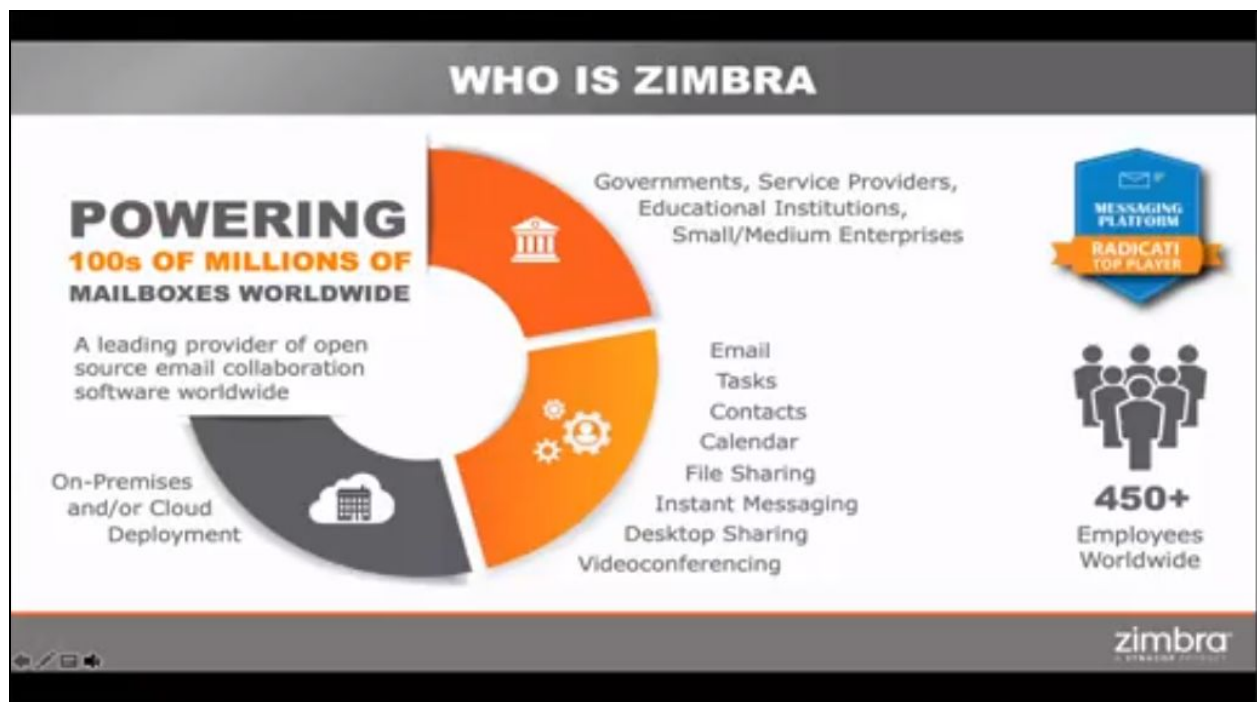 WHO IS ZIMBRA
POWERING
100s OF MILLIONS OF
MAILBOXES WORLDWIDE
A leading provider of open
source email collaboration
software worldwide
Governments, Service Providers,
Educational Institutions,
Small/Medium Enterprises
Email
Tasks
Contacts
Calendar
File Sharing
Instant Messaging
Desktop Sharing
Videoconferencing
On-Premises
and/or Cloud
Deployment
MESSAGING
PLATFORM
RADICATI
TOP PLAYER
450+
Employees
Worldwide
zimbra
A SYNACOR PRODUCT